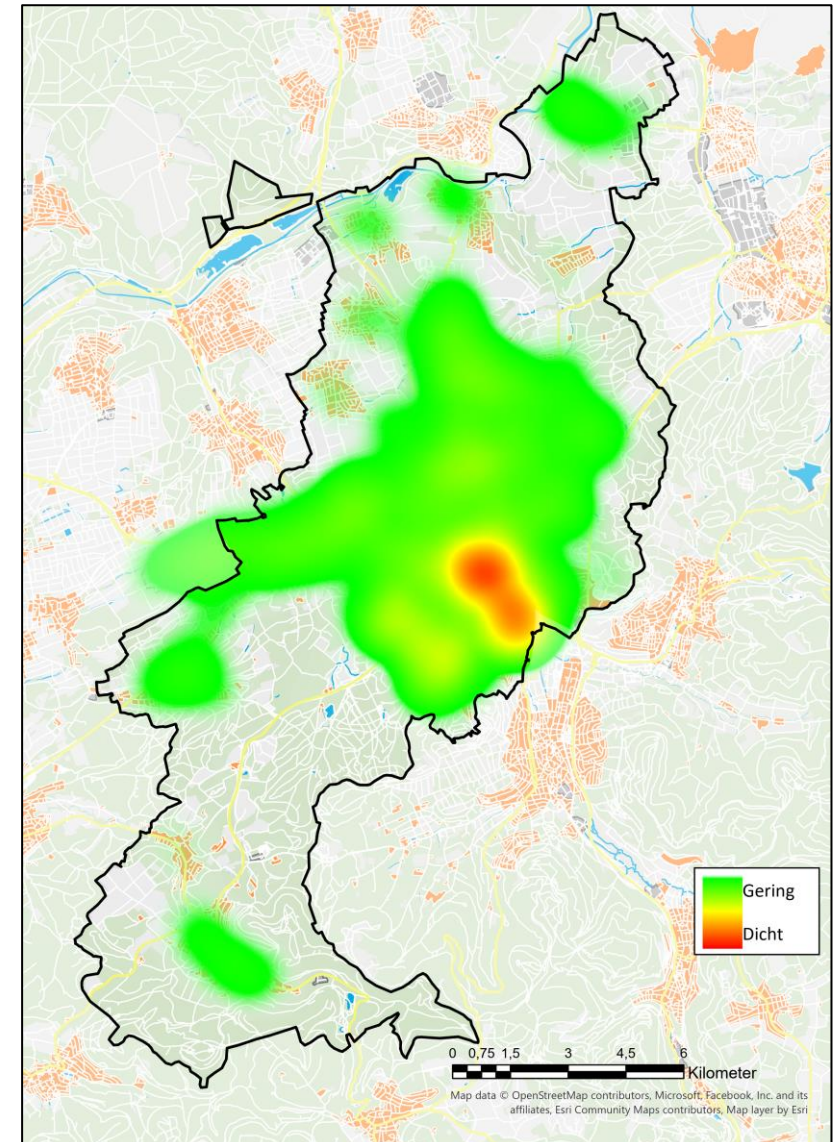 Gering
Dicht
0 0,75 1,5 3 4,5 6
Kilometer
Map data © OpenStreetMap contributors, Microsoft, Facebook, Inc. and its
affiliates, Esri Community Maps contributors, Map layer by Esri